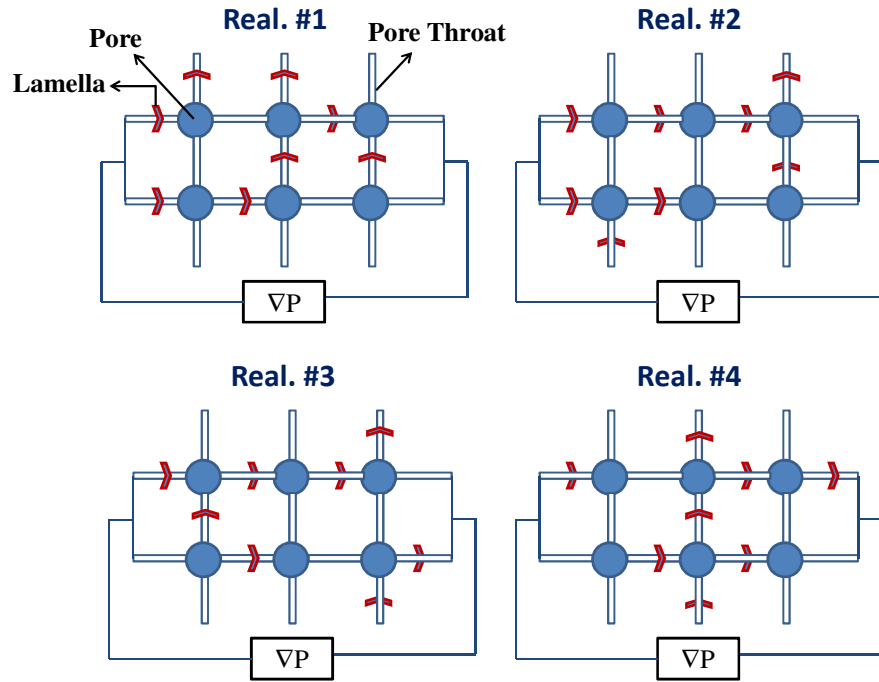 Real. #1
Real. #2
Pore
Pore Throat
Lamella
∇P
∇P
Real. #3
Real. #4
∇P
∇P